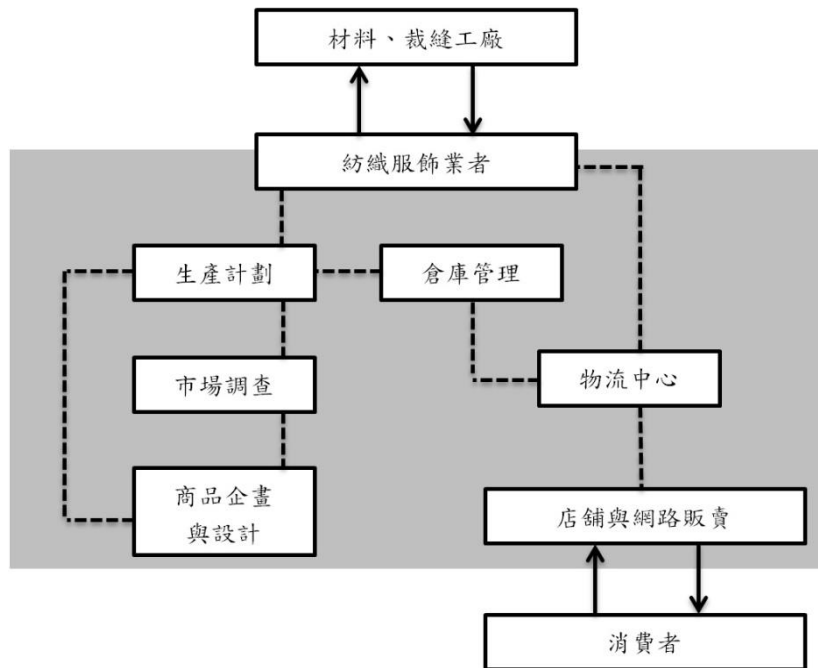 材料、裁縫工廠
紡織服飾業者
生產計劃
倉庫管理
市場調查
物流中心
商品企畫
與設計
店舖與網路販賣
消費者